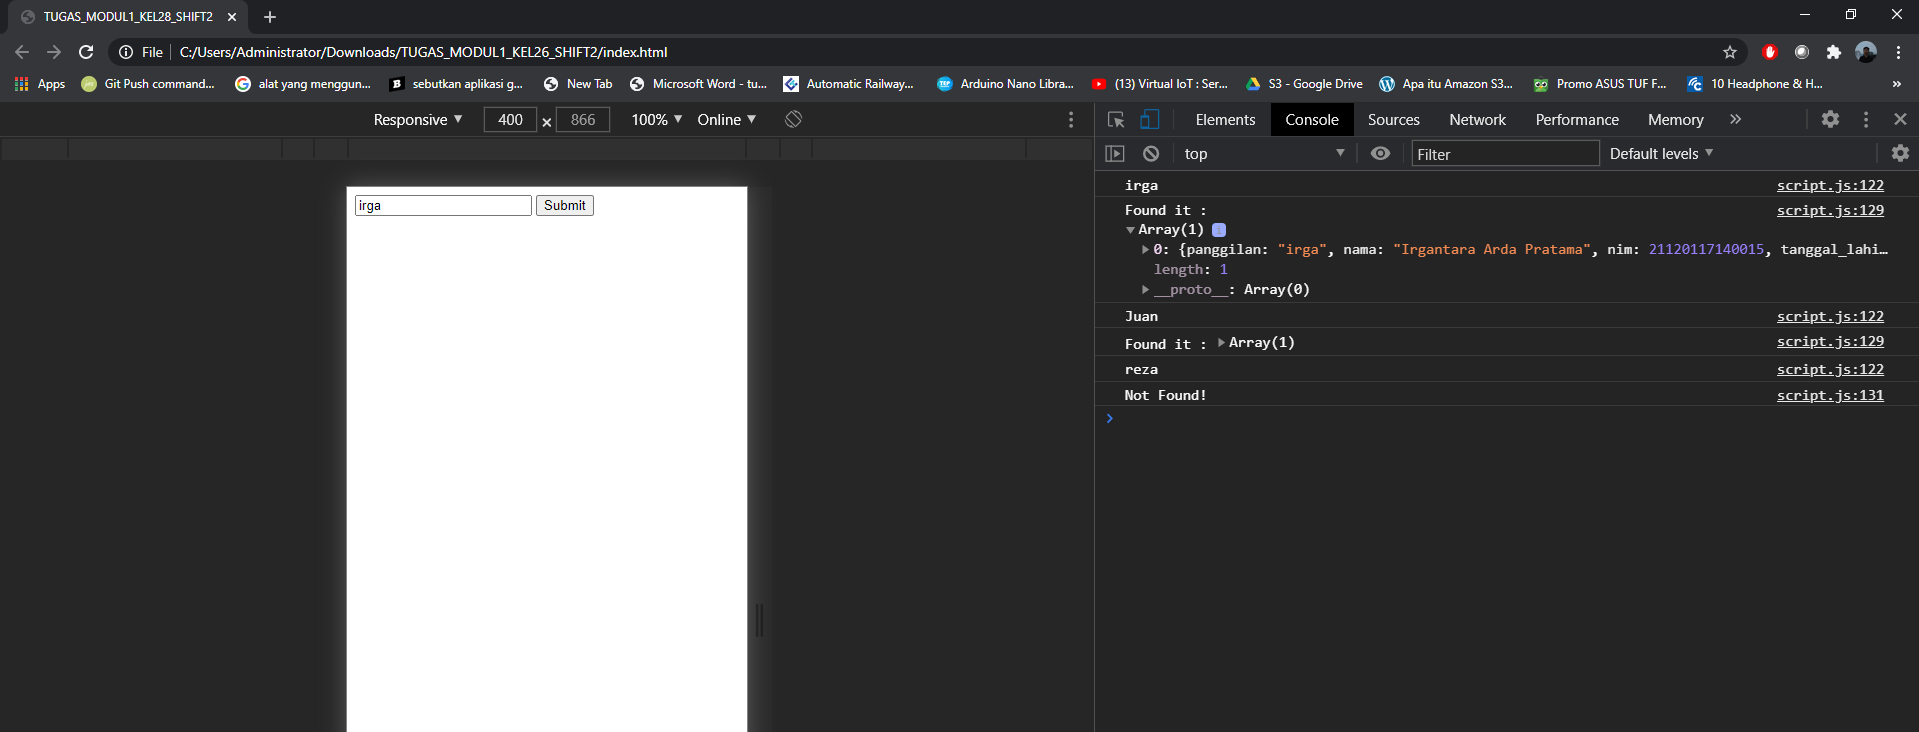 TUGAS_MODUL1_KEL28_SHIFT2
File C:/Users/Administrator/Downloads/TUGAS_MODUL1_KEL26_SHIFT2/index.html
Apps Git Push command... alat yang menggun... sebutkan aplikasi g... New Tab Microsoft Word - tu... Automatic Railway... Arduino Nano Libra... (13) Virtual IoT : Ser... S3 - Google Drive Apa itu Amazon S3... Promo ASUS TUF F... 10 Headphone & H... »
Responsive 400 × 866 100% Online
Elements Console Sources Network Performance Memory »
top Filter Default levels
irga Submit
irga script.js:122
Found it : script.js:129
Array(1) i
0: {panggilan: "irga", nama: "Irgantara Arda Pratama", nim: 21120117140015, tanggal_lahi…
length: 1
__proto__: Array(0)
Juan script.js:122
Found it : Array(1) script.js:129
reza script.js:122
Not Found! script.js:131